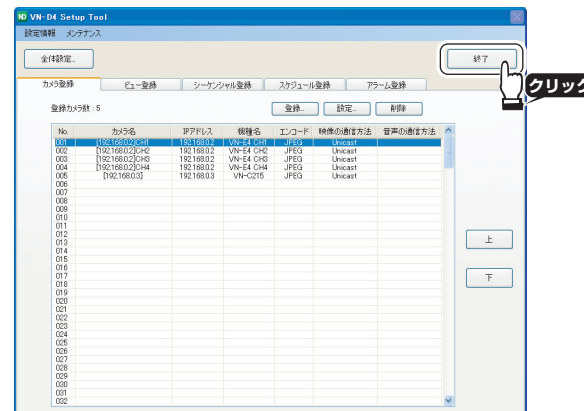 VN-D4 Setup Tool
設定情報 メンテナンス
全体設定... 終了
クリック
カメラ登録 ビュー登録 シーケンシャル登録 スケジュール登録 アラーム登録
登録カメラ数 : 5 登録... 設定... 削除
No. カメラ名 IPアドレス 機種名 エンコード 映像の通信方法 音声の通信方法
001 [192.168.0.2]CH1 192.168.0.2 VN-E4 CH1 JPEG Unicast
002 [192.168.0.2]CH2 192.168.0.2 VN-E4 CH2 JPEG Unicast
003 [192.168.0.2]CH3 192.168.0.2 VN-E4 CH3 JPEG Unicast
004 [192.168.0.2]CH4 192.168.0.2 VN-E4 CH4 JPEG Unicast
005 [192.168.0.3] 192.168.0.3 VN-C215 JPEG Unicast
006
007
008
009
010
011
012
013
014
015
016
017
018
019
020
021
022
023
024
025
026
027
028
029
030
031
032
上
下